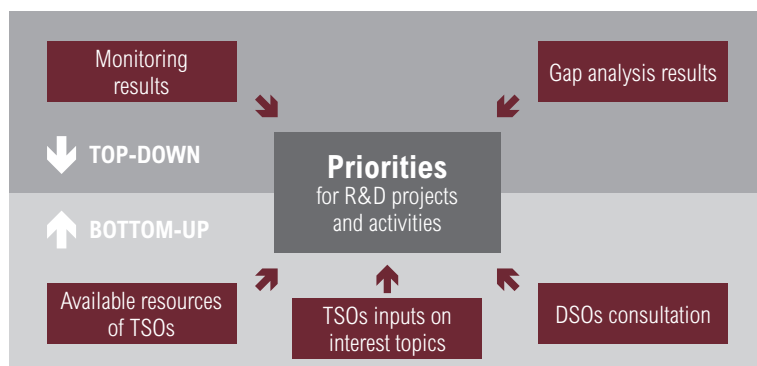 Monitoring
results
Gap analysis results
TOP-DOWN
Priorities
for R&D projects
and activities
BOTTOM-UP
Available resources
of TSOs
TSOs inputs on
interest topics
DSOs consultation